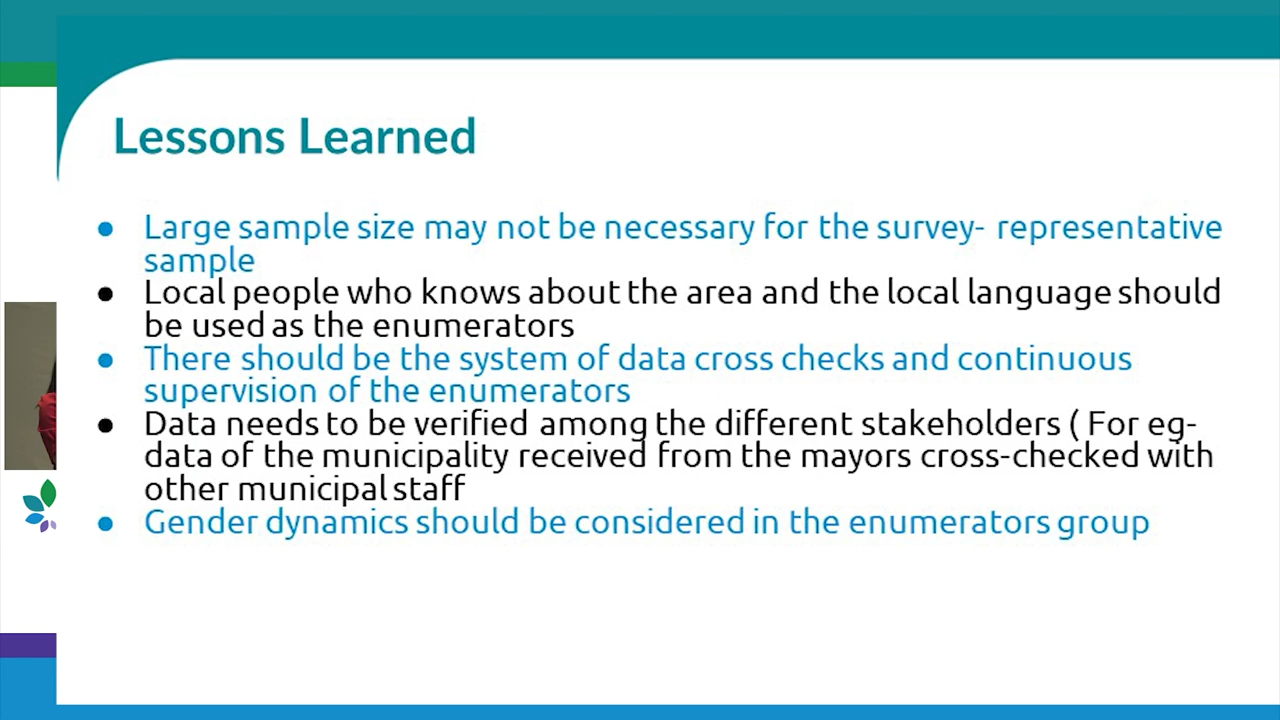 Lessons Learned
● Large sample size may not be necessary for the survey- representative
sample
● Local people who knows about the area and the local language should
be used as the enumerators
● There should be the system of data cross checks and continuous
supervision of the enumerators
● Data needs to be verified among the different stakeholders ( For eg-
data of the municipality received from the mayors cross-checked with
other municipal staff
● Gender dynamics should be considered in the enumerators group